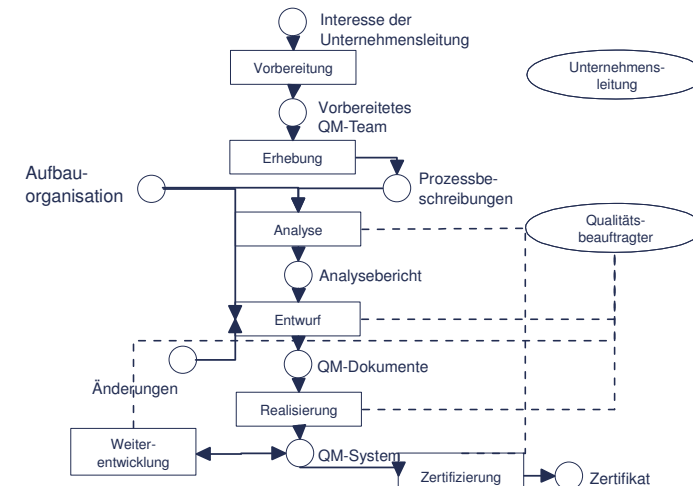 Interesse der
Unternehmensleitung
Vorbereitung
Unternehmens-
leitung
Vorbereitetes
QM-Team
Erhebung
Aufbau-
organisation
Prozessbe-
schreibungen
Analyse
Qualitäts-
beauftragter
Analysebericht
Entwurf
QM-Dokumente
Änderungen
Realisierung
Weiter-
entwicklung
QM-System
Zertifizierung
Zertifikat